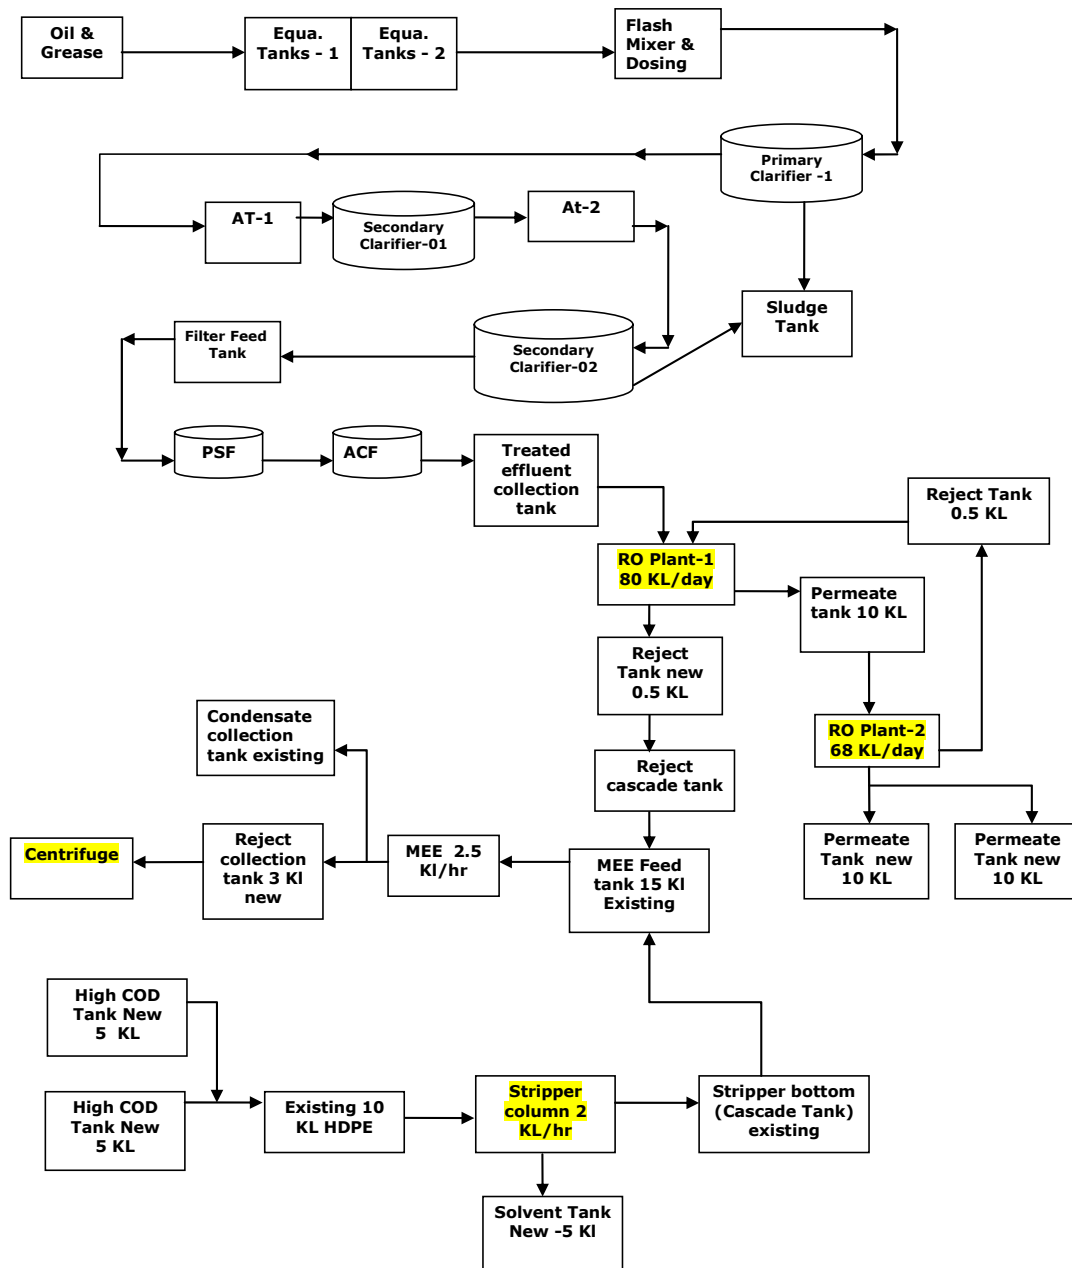 Oil &
Grease
Equa.
Tanks - 1
Equa.
Tanks - 2
Flash
Mixer &
Dosing
Primary
Clarifier -1
AT-1
Secondary
Clarifier-01
At-2
Sludge
Tank
Filter Feed
Tank
Secondary
Clarifier-02
PSF
ACF
Treated
effluent
collection
tank
Reject Tank
0.5 KL
RO Plant-1
80 KL/day
Permeate
tank 10 KL
Reject
Tank new
0.5 KL
Condensate
collection
tank existing
RO Plant-2
68 KL/day
Reject
cascade tank
Centrifuge
Reject
collection
tank 3 Kl
new
MEE  2.5
Kl/hr
MEE Feed
tank 15 Kl
Existing
Permeate
Tank  new
10 KL
Permeate
Tank new
10 KL
High COD
Tank New
5  KL
High COD
Tank New
5 KL
Existing 10
KL HDPE
Stripper
column 2
KL/hr
Stripper bottom
(Cascade Tank)
existing
Solvent Tank
New -5 Kl